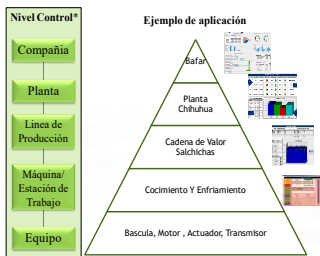 Nivel Control*
Ejemplo de aplicación
Compañia
Planta
Linea de
Producción
Máquina/
Estación de
Trabajo
Equipo
Bafar
Planta
Chihuhua
Cadena de Valor
Salchichas
Cocimiento Y Enfriamiento
Bascula, Motor , Actuador, Transmisor